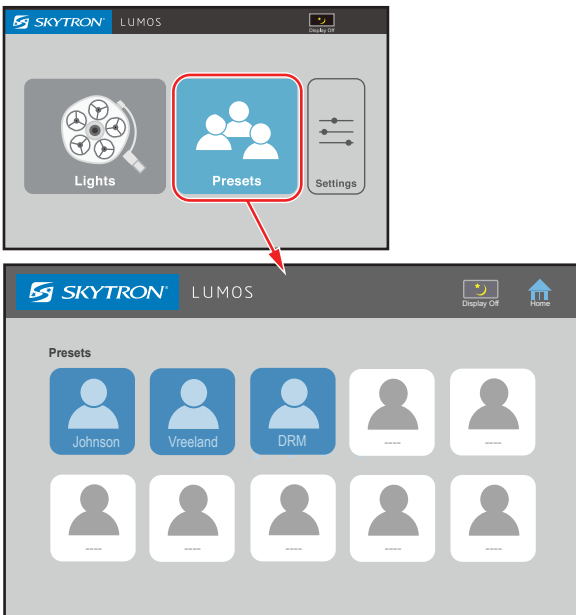 SKYTRON LUMOS
Display Off
Lights
Presets
Settings
SKYTRON LUMOS
Display Off
Home
Presets
Johnson
Vreeland
DRM
----
----
----
----
----
----
----